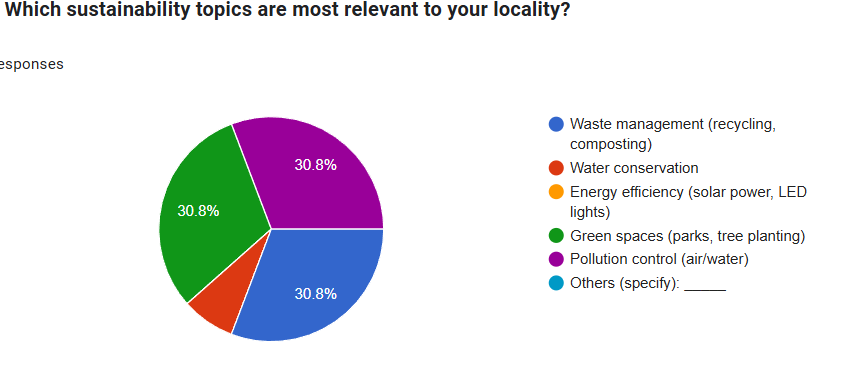 Which sustainability topics are most relevant to your locality?
esponses
30.8%
30.8%
30.8%
Waste management (recycling,
composting)
Water conservation
Energy efficiency (solar power, LED
lights)
Green spaces (parks, tree planting)
Pollution control (air/water)
Others (specify): _____